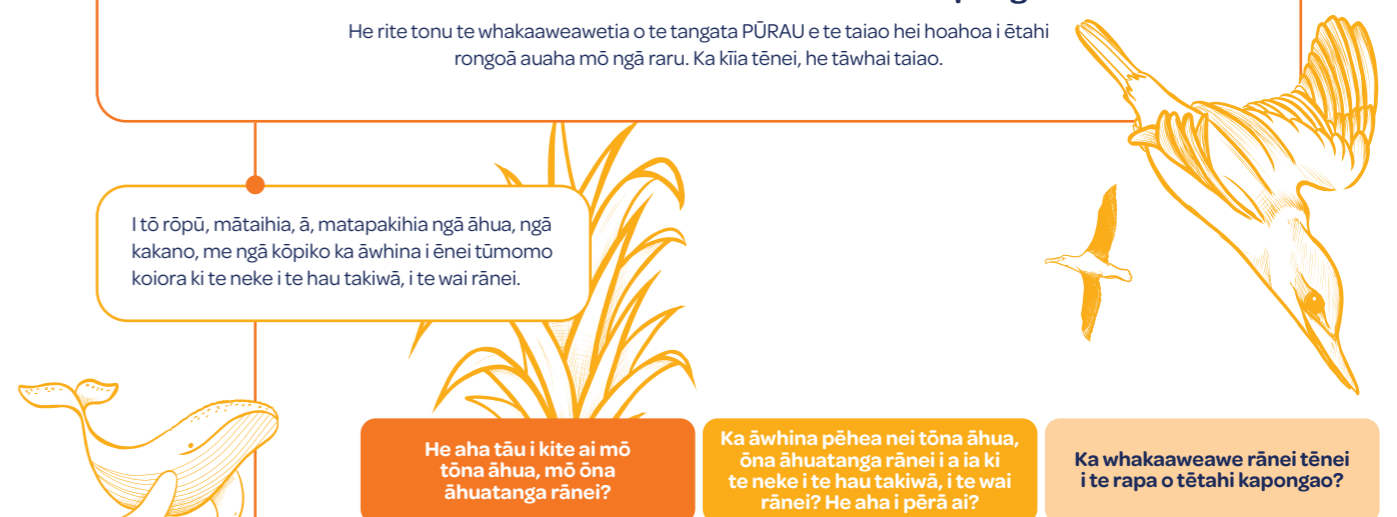 He rite tonu te whakaaweawetia o te tangata PŪRAU e te taiao hei hoahoa i ētahi
rongoā auaha mō ngā raru. Ka kīia tēnei, he tāwhai taiao.
I tō rōpū, mātaihia, ā, matapakihia ngā āhua, ngā
kakano, me ngā kōpiko ka āwhina i ēnei tūmomo
koiora ki te neke i te hau takiwā, i te wai rānei.
He aha tāu i kite ai mō
tōna āhua, mō ōna
āhuatanga rānei?
Ka āwhina pēhea nei tōna āhua,
ōna āhuatanga rānei i a ia ki
te neke i te hau takiwā, i te wai
rānei? He aha i pērā ai?
Ka whakaaweawe rānei tēnei
i te rapa o tētahi kapongao?